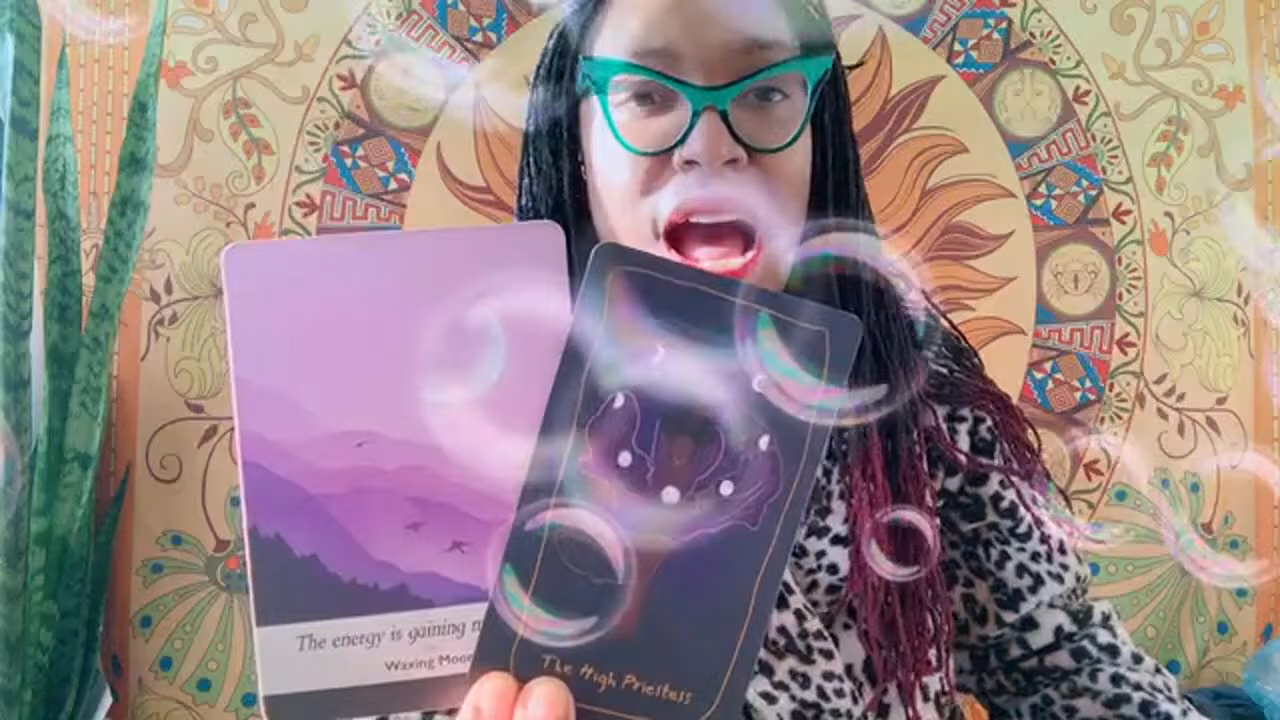 The energy is gaining
Waxing Moon
The High Priestess